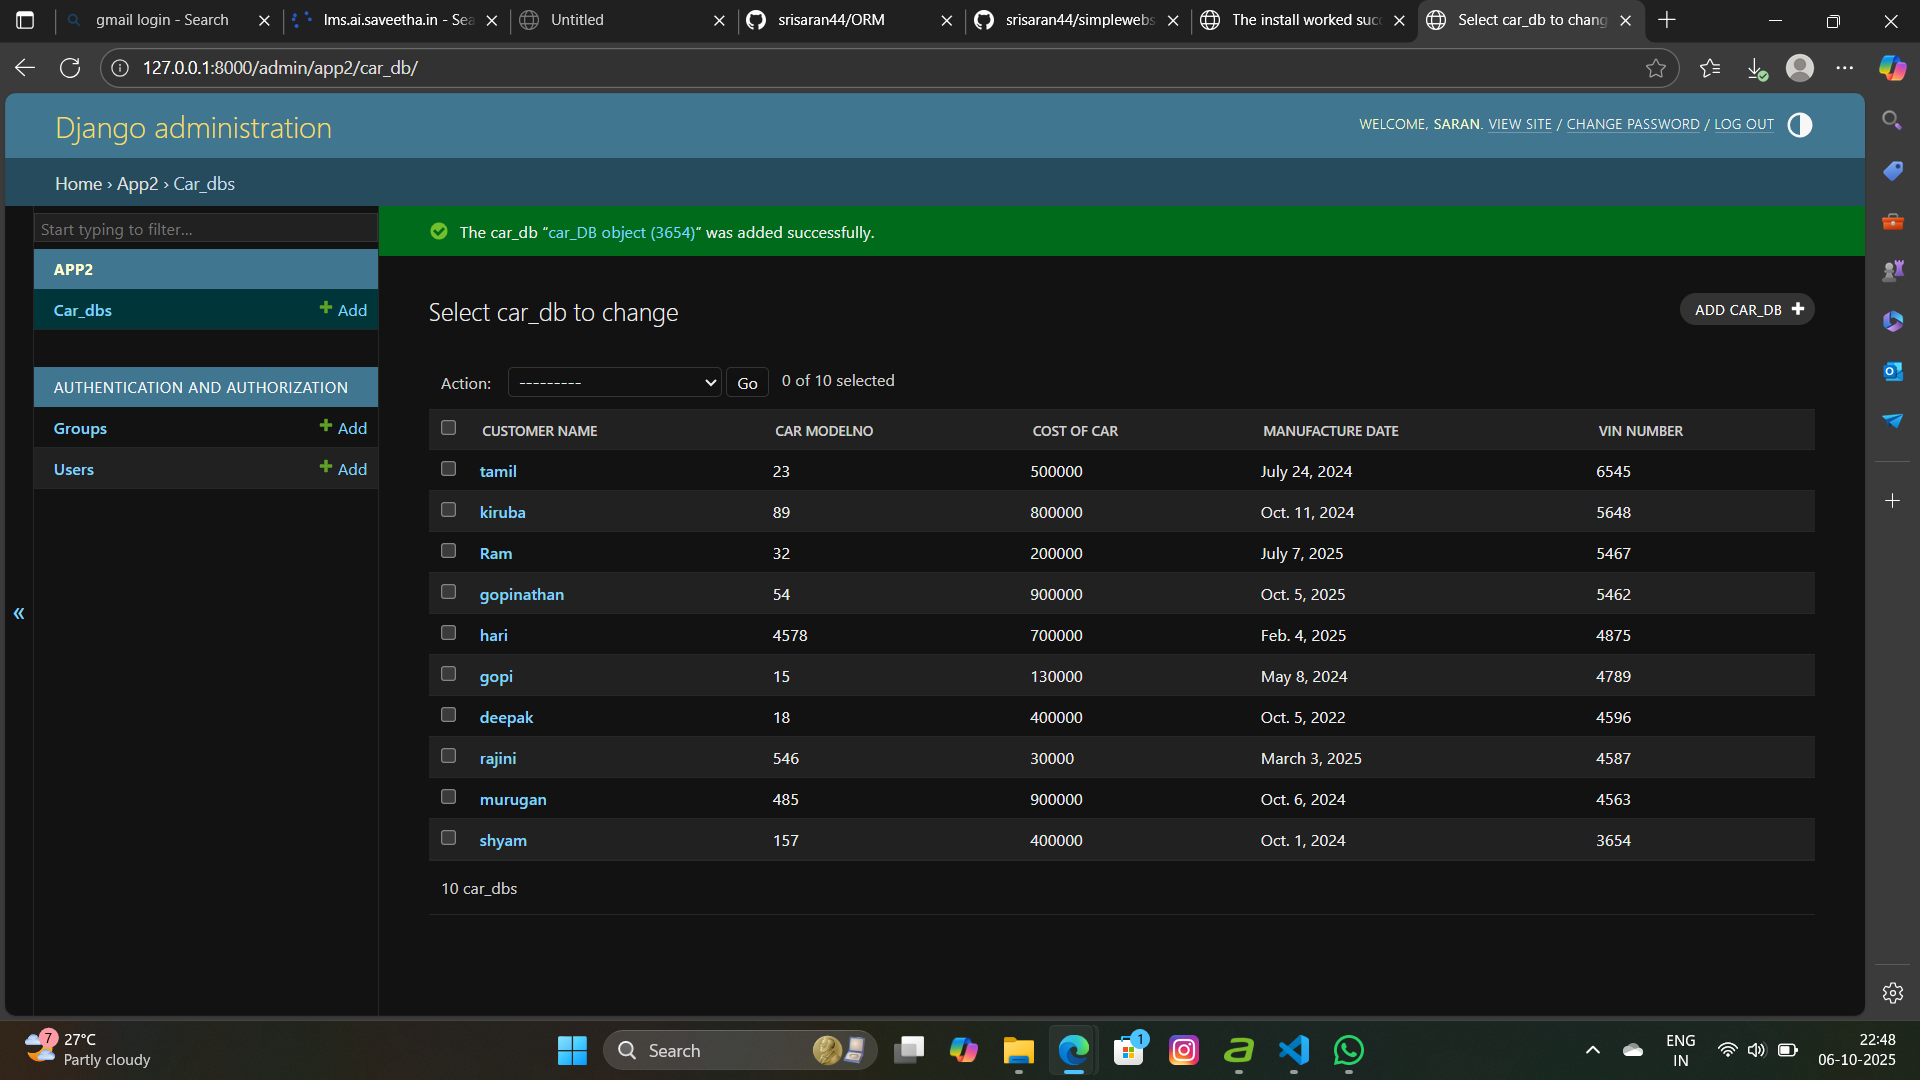 gmail login - Search
lms.ai.saveetha.in - Sea
Untitled
srisaran44/ORM
srisaran44/simplewebs
The install worked succ
Select car_db to chang
127.0.0.1:8000/admin/app2/car_db/
Django administration
WELCOME, SARAN. VIEW SITE / CHANGE PASSWORD / LOG OUT
Home › App2 › Car_dbs
Start typing to filter...
The car_db “car_DB object (3654)” was added successfully.
APP2
Car_dbs + Add
AUTHENTICATION AND AUTHORIZATION
Groups + Add
Users + Add
«
Select car_db to change
ADD CAR_DB +
Action: --------- Go 0 of 10 selected
CUSTOMER NAME CAR MODELNO COST OF CAR MANUFACTURE DATE VIN NUMBER
tamil 23 500000 July 24, 2024 6545
kiruba 89 800000 Oct. 11, 2024 5648
Ram 32 200000 July 7, 2025 5467
gopinathan 54 900000 Oct. 5, 2025 5462
hari 4578 700000 Feb. 4, 2025 4875
gopi 15 130000 May 8, 2024 4789
deepak 18 400000 Oct. 5, 2022 4596
rajini 546 30000 March 3, 2025 4587
murugan 485 900000 Oct. 6, 2024 4563
shyam 157 400000 Oct. 1, 2024 3654
10 car_dbs
7
27°C
Partly cloudy
Search
1
ENG
IN
22:48
06-10-2025